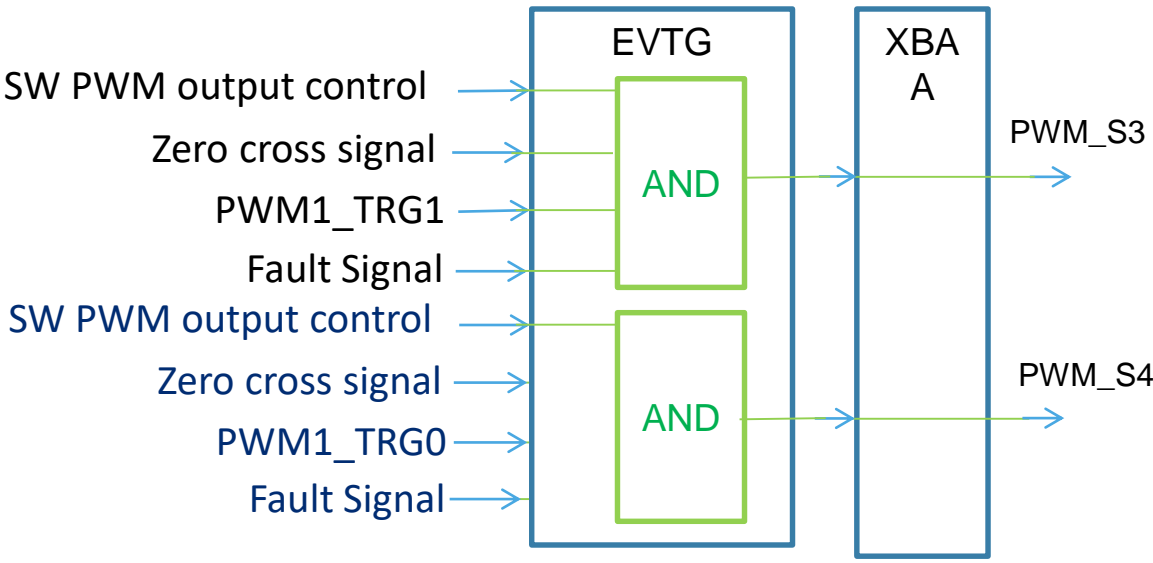 EVTG
XBA
A
SW PWM output control
Zero cross signal
PWM1_TRG1
Fault Signal
AND
PWM_S3
SW PWM output control
Zero cross signal
PWM1_TRG0
Fault Signal
AND
PWM_S4